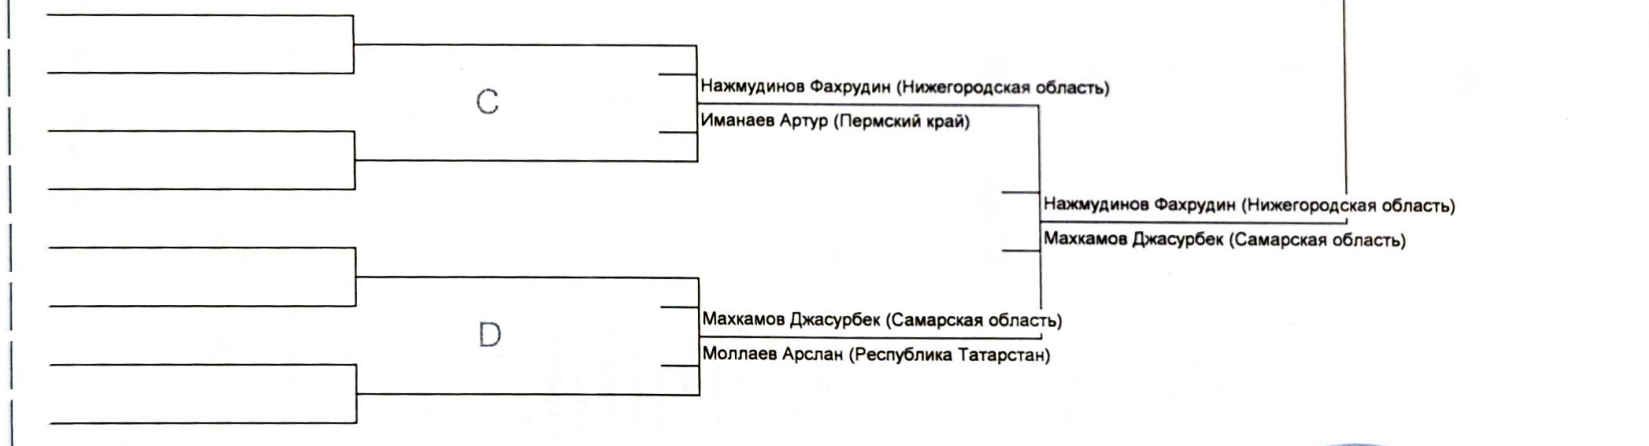 Нажмудинов Фахрудин (Нижегородская область)
C
Иманаев Артур (Пермский край)
Нажмудинов Фахрудин (Нижегородская область)
Махкамов Джасурбек (Самарская область)
Махкамов Джасурбек (Самарская область)
D
Моллаев Арслан (Республика Татарстан)